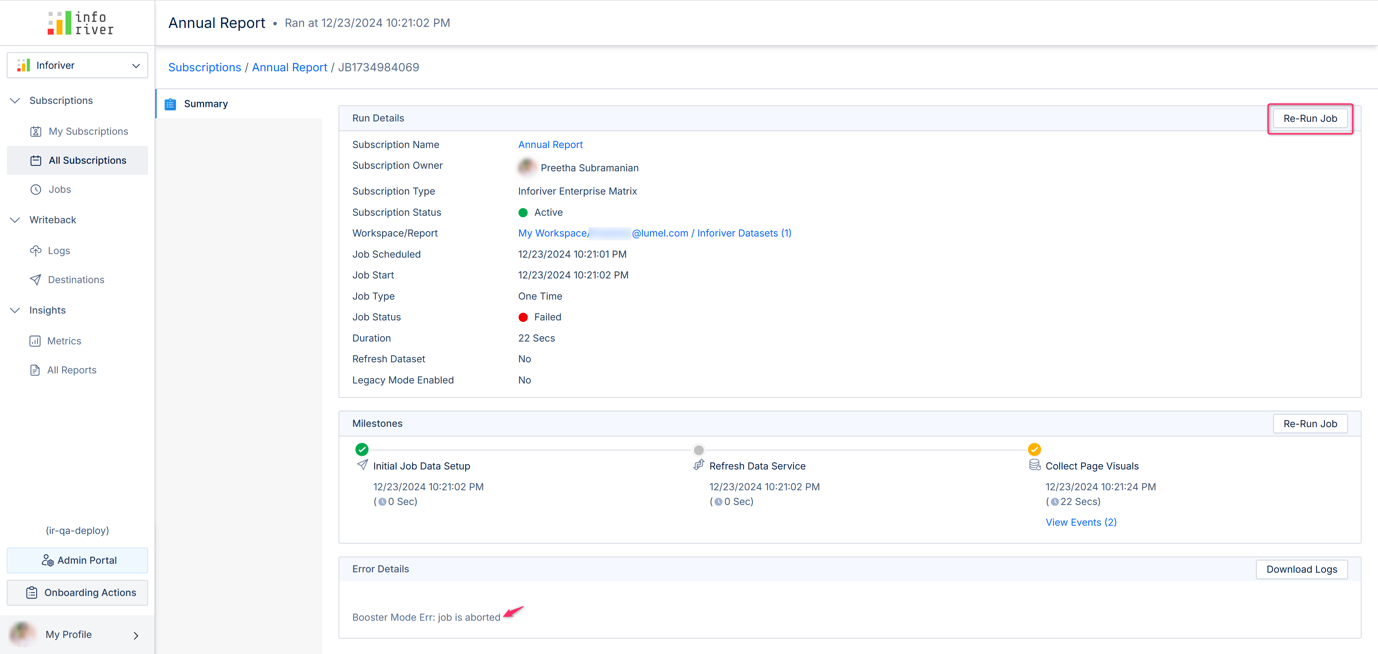 info
river
Annual Report • Ran at 12/23/2024 10:21:02 PM
Inforiver
Subscriptions / Annual Report / JB1734984069
Subscriptions
My Subscriptions
All Subscriptions
Jobs
Writeback
Logs
Destinations
Insights
Metrics
All Reports
(ir-qa-deploy)
Admin Portal
Onboarding Actions
My Profile
Summary
Run Details
Re-Run Job
Subscription Name Annual Report
Subscription Owner Preetha Subramanian
Subscription Type Inforiver Enterprise Matrix
Subscription Status Active
Workspace/Report My Workspace/ @lumel.com / Inforiver Datasets (1)
Job Scheduled 12/23/2024 10:21:01 PM
Job Start 12/23/2024 10:21:02 PM
Job Type One Time
Job Status Failed
Duration 22 Secs
Refresh Dataset No
Legacy Mode Enabled No
Milestones
Re-Run Job
Initial Job Data Setup
12/23/2024 10:21:02 PM
(0 Sec)
Refresh Data Service
12/23/2024 10:21:02 PM
(0 Sec)
Collect Page Visuals
12/23/2024 10:21:24 PM
(22 Secs)
View Events (2)
Error Details
Download Logs
Booster Mode Err: job is aborted